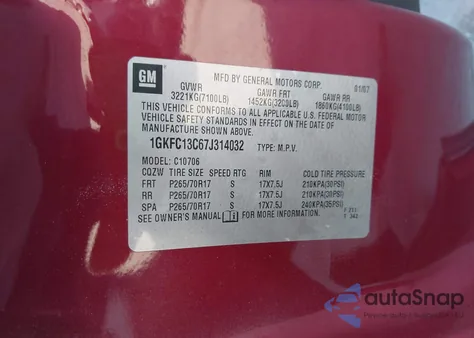 GM
MFD BY GENERAL MOTORS CORP. 01/07
GVWR GAWR FRT GAWR RR
3221KG(7100LB) 1452KG(3200LB) 1860KG(4100LB)
THIS VEHICLE CONFORMS TO ALL APPLICABLE U.S. FEDERAL MOTOR
VEHICLE SAFETY STANDARDS IN EFFECT ON THE DATE OF
MANUFACTURE SHOWN ABOVE.
1GKFC13C67J314032 TYPE: M.P.V.
MODEL: C10706
CQZW TIRE SIZE SPEED RTG RIM COLD TIRE PRESSURE
FRT P265/70R17 S 17X7.5J 210KPA(30PSI)
RR P265/70R17 S 17X7.5J 210KPA(30PSI)
SPA P265/70R17 S 17X7.5J 240KPA(35PSI)
SEE OWNER'S MANUAL
autoSnap